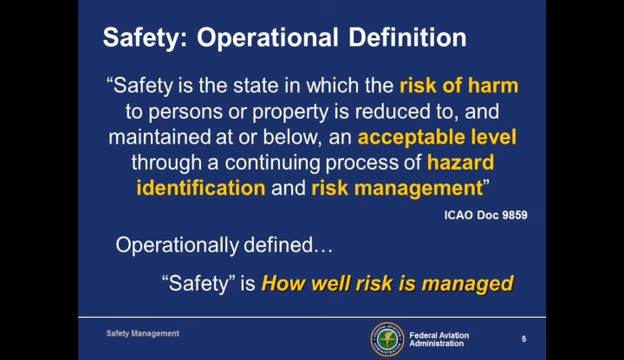 Safety: Operational Definition
“Safety is the state in which the risk of harm
to persons or property is reduced to, and
maintained at or below, an acceptable level
through a continuing process of hazard
identification and risk management”
ICAO Doc 9859
Operationally defined…
“Safety” is How well risk is managed
Safety Management
Federal Aviation
Administration
5